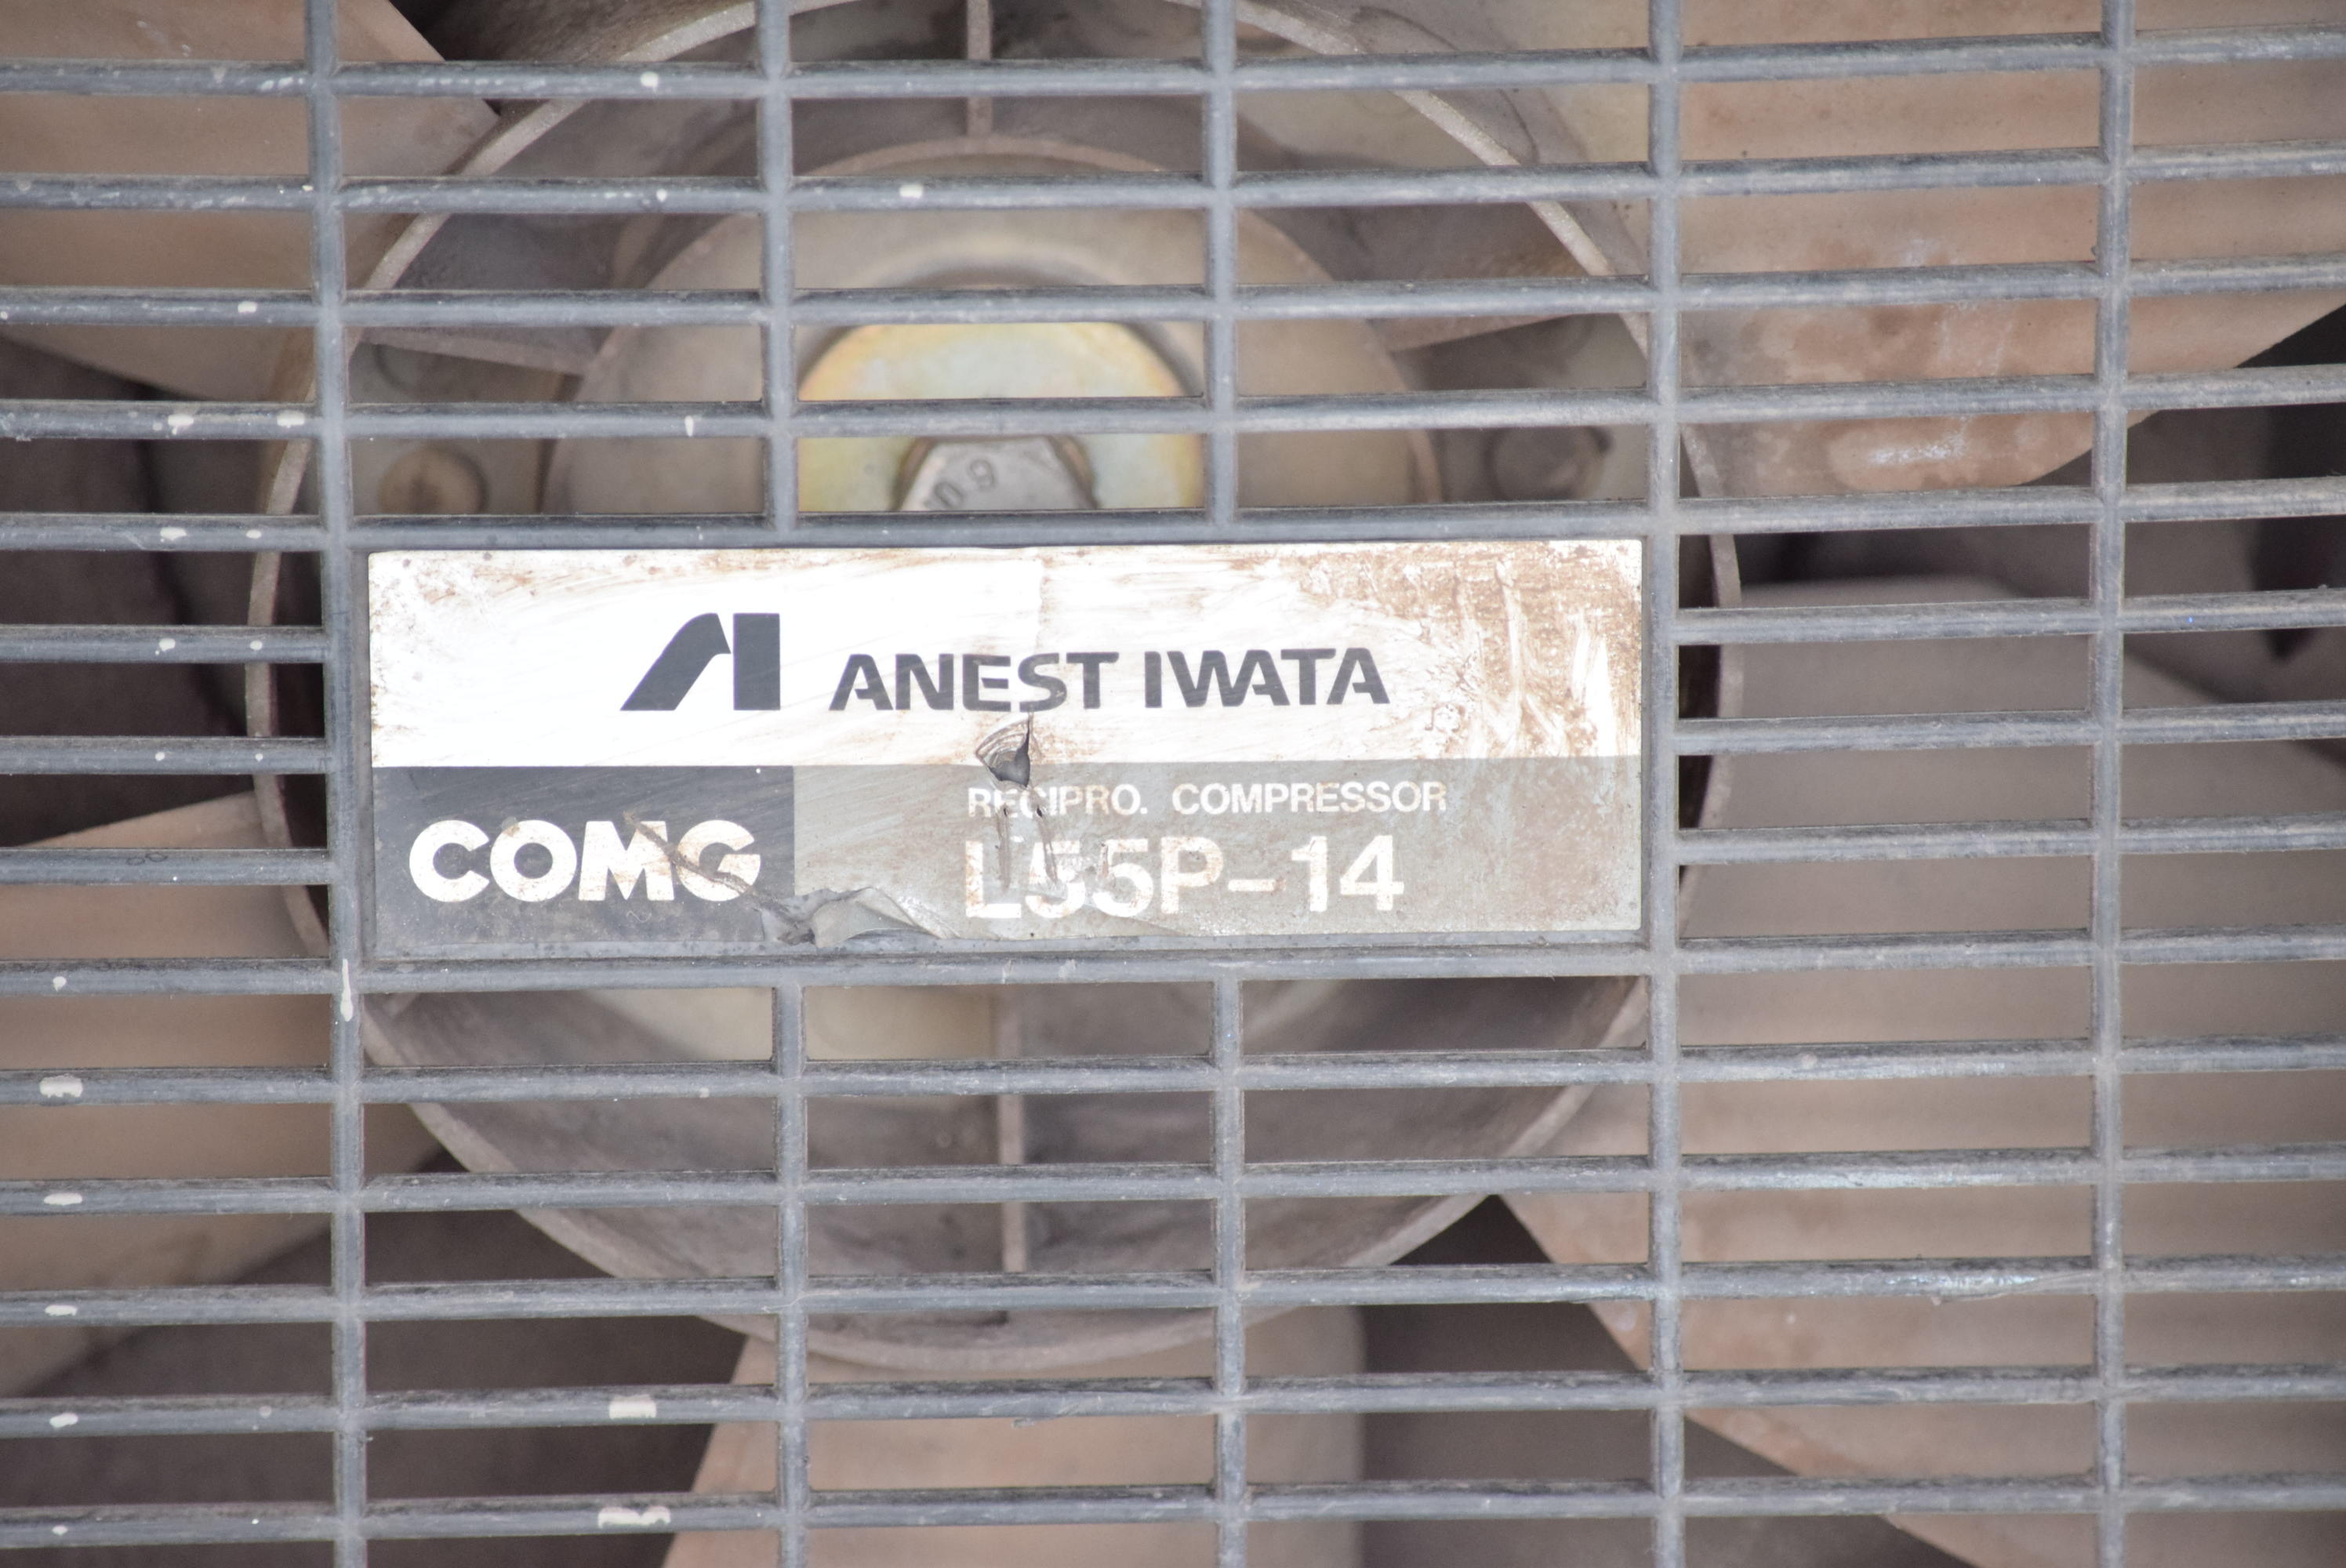 ANEST IWATA
COMG
RECIPRO. COMPRESSOR
L55P-14